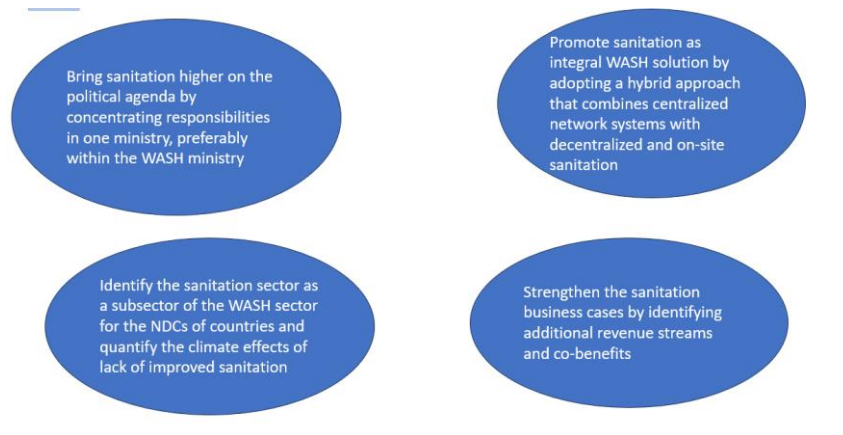 Bring sanitation higher on the
political agenda by
concentrating responsibilities
in one ministry, preferably
within the WASH ministry
Promote sanitation as
integral WASH solution by
adopting a hybrid approach
that combines centralized
network systems with
decentralized and on-site
sanitation
Identify the sanitation sector as
a subsector of the WASH sector
for the NDCs of countries and
quantify the climate effects of
lack of improved sanitation
Strengthen the sanitation
business cases by identifying
additional revenue streams
and co-benefits